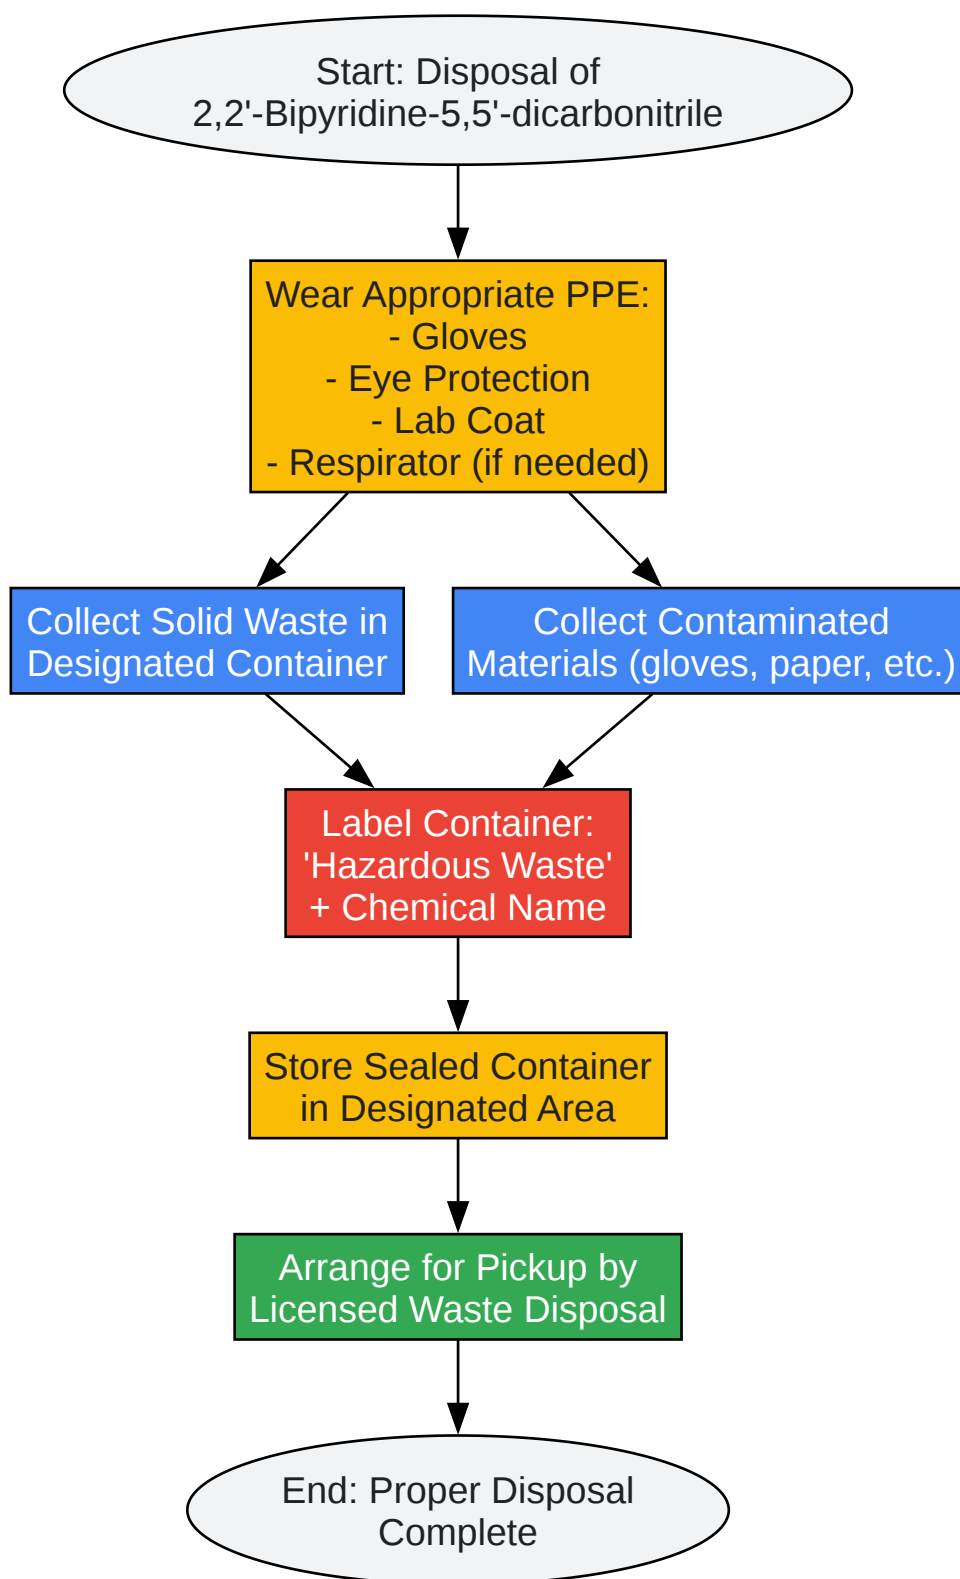 Start: Disposal of
2,2'-Bipyridine-5,5'-dicarbonitrile
Wear Appropriate PPE:
- Gloves
- Eye Protection
- Lab Coat
- Respirator (if needed)
Collect Solid Waste in
Designated Container
Collect Contaminated
Materials (gloves, paper, etc.)
Label Container:
'Hazardous Waste'
+ Chemical Name
Store Sealed Container
in Designated Area
Arrange for Pickup by
Licensed Waste Disposal
End: Proper Disposal
Complete